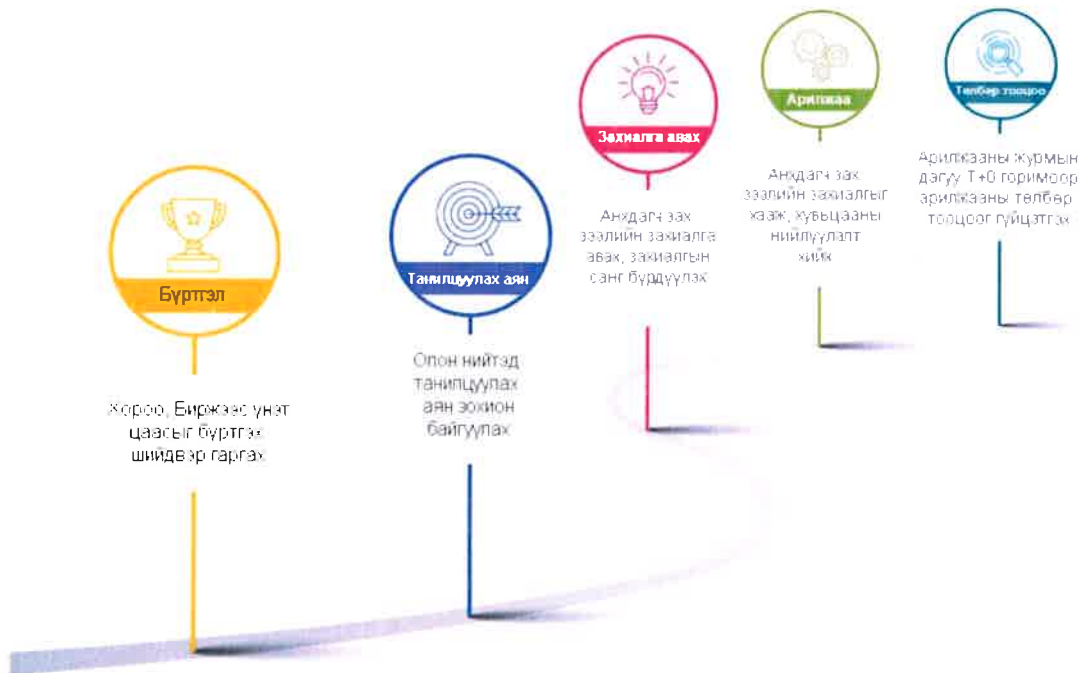 Бүртгэл
Хороо, Биржээс үнэт
цаасыг бүртгэх
шийдвэр гаргах
Танилцуулах аян
Олон нийтэд
танилцуулах
аян зохион
байгуулах
Захиалга авах
Анхдагч зах
зээлийн захиалга
авах, захиалгын
санг бүрдүүлэх
Арилжаа
Анхдагч зах
зээлийн захиалгыг
хааж, хувьцааны
нийлүүлэлт
хийх
Төлбөр тооцоо
Арилжааны журмын
дагуу Т+0 горимоор
арилжааны төлбөр
тооцоог гүйцэтгэх